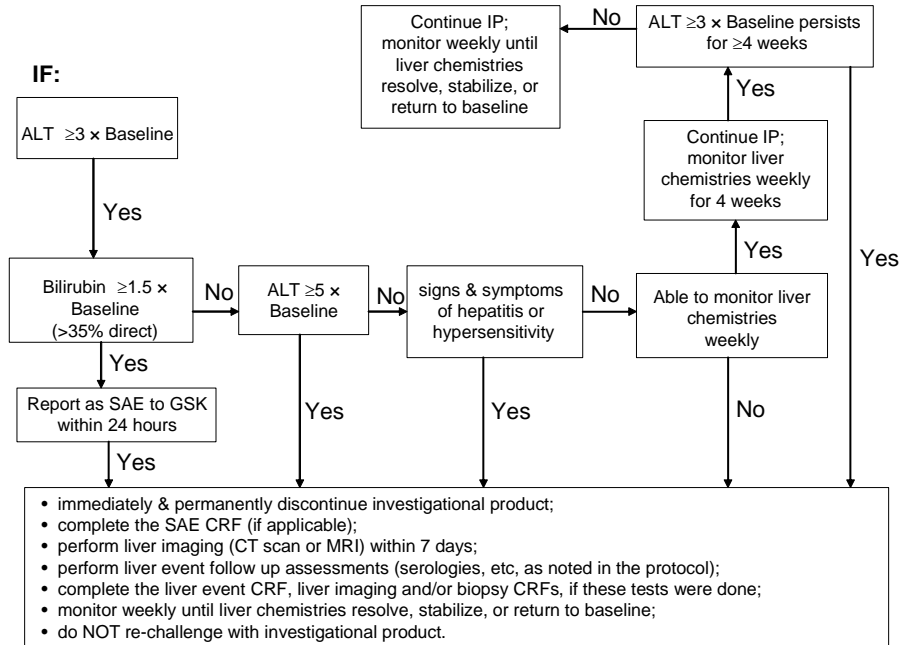 IF:
ALT ≥3 × Baseline
Yes
Bilirubin ≥1.5 ×
Baseline
(>35% direct)
Yes
Report as SAE to GSK
within 24 hours
Yes
No
ALT ≥5 ×
Baseline
Yes
No
signs & symptoms
of hepatitis or
hypersensitivity
Yes
No
Able to monitor liver
chemistries
weekly
No
Yes
Continue IP;
monitor liver
chemistries weekly
for 4 weeks
Yes
ALT ≥3 × Baseline persists
for ≥4 weeks
Yes
No
Continue IP;
monitor weekly until
liver chemistries
resolve, stabilize, or
return to baseline
• immediately & permanently discontinue investigational product;
• complete the SAE CRF (if applicable);
• perform liver imaging (CT scan or MRI) within 7 days;
• perform liver event follow up assessments (serologies, etc, as noted in the protocol);
• complete the liver event CRF, liver imaging and/or biopsy CRFs, if these tests were done;
• monitor weekly until liver chemistries resolve, stabilize, or return to baseline;
• do NOT re-challenge with investigational product.